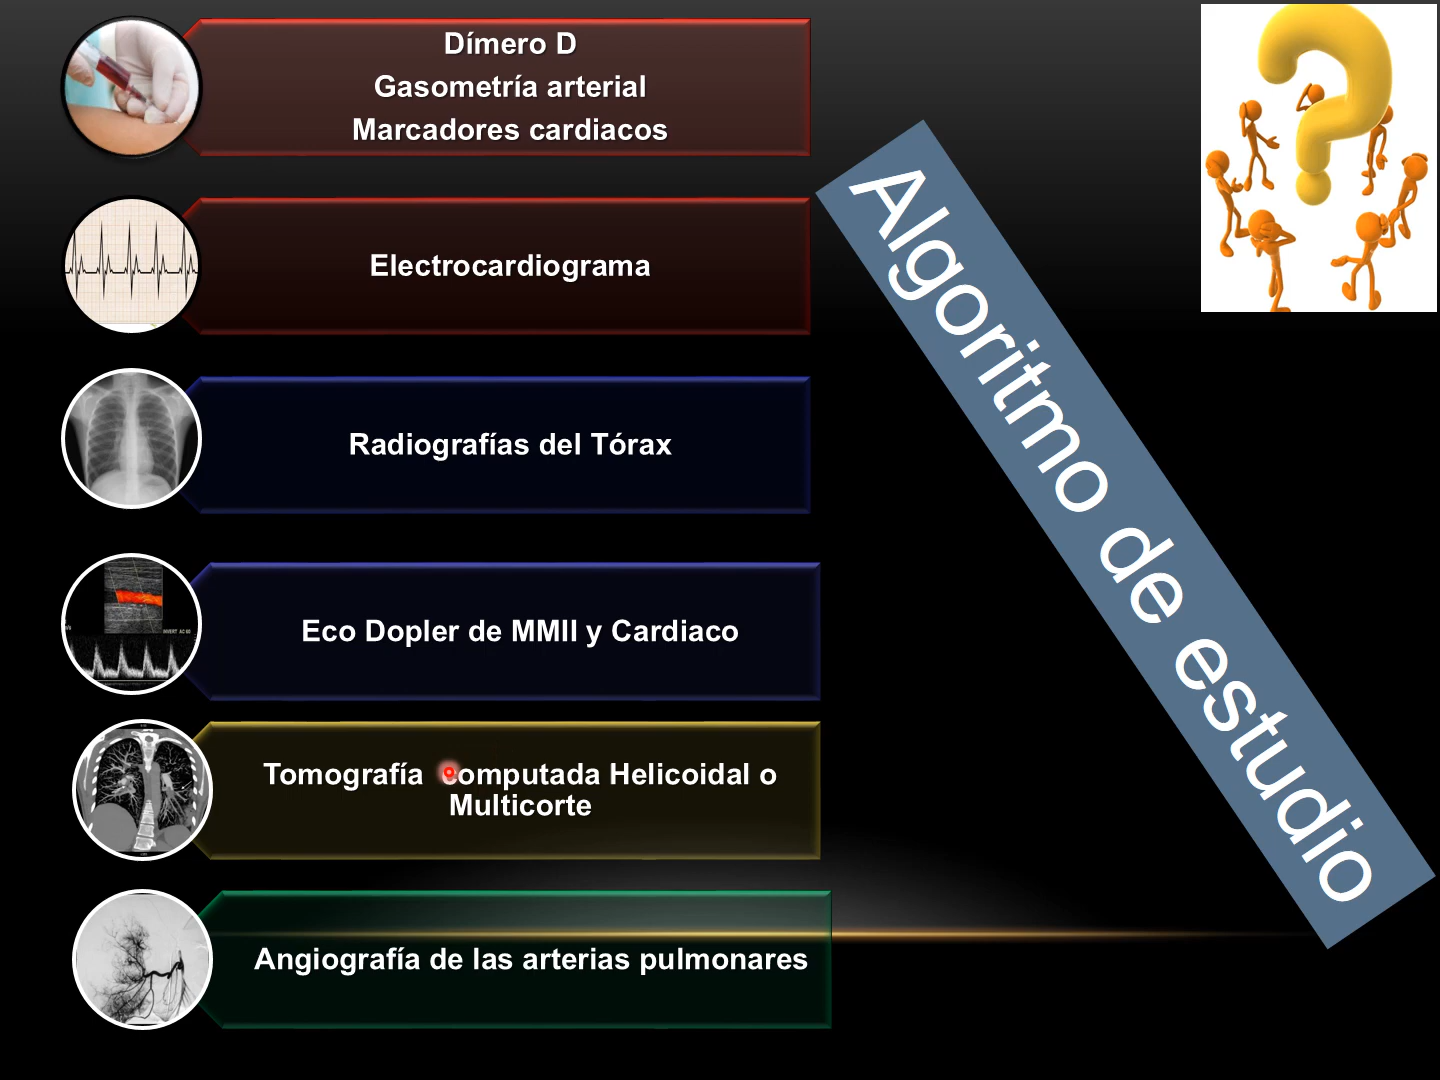 Dímero D
Gasometría arterial
Marcadores cardiacos
Electrocardiograma
Radiografías del Tórax
Eco Dopler de MMII y Cardiaco
Tomografía computada Helicoidal o
Multicorte
Angiografía de las arterias pulmonares
Algoritmo de estudio